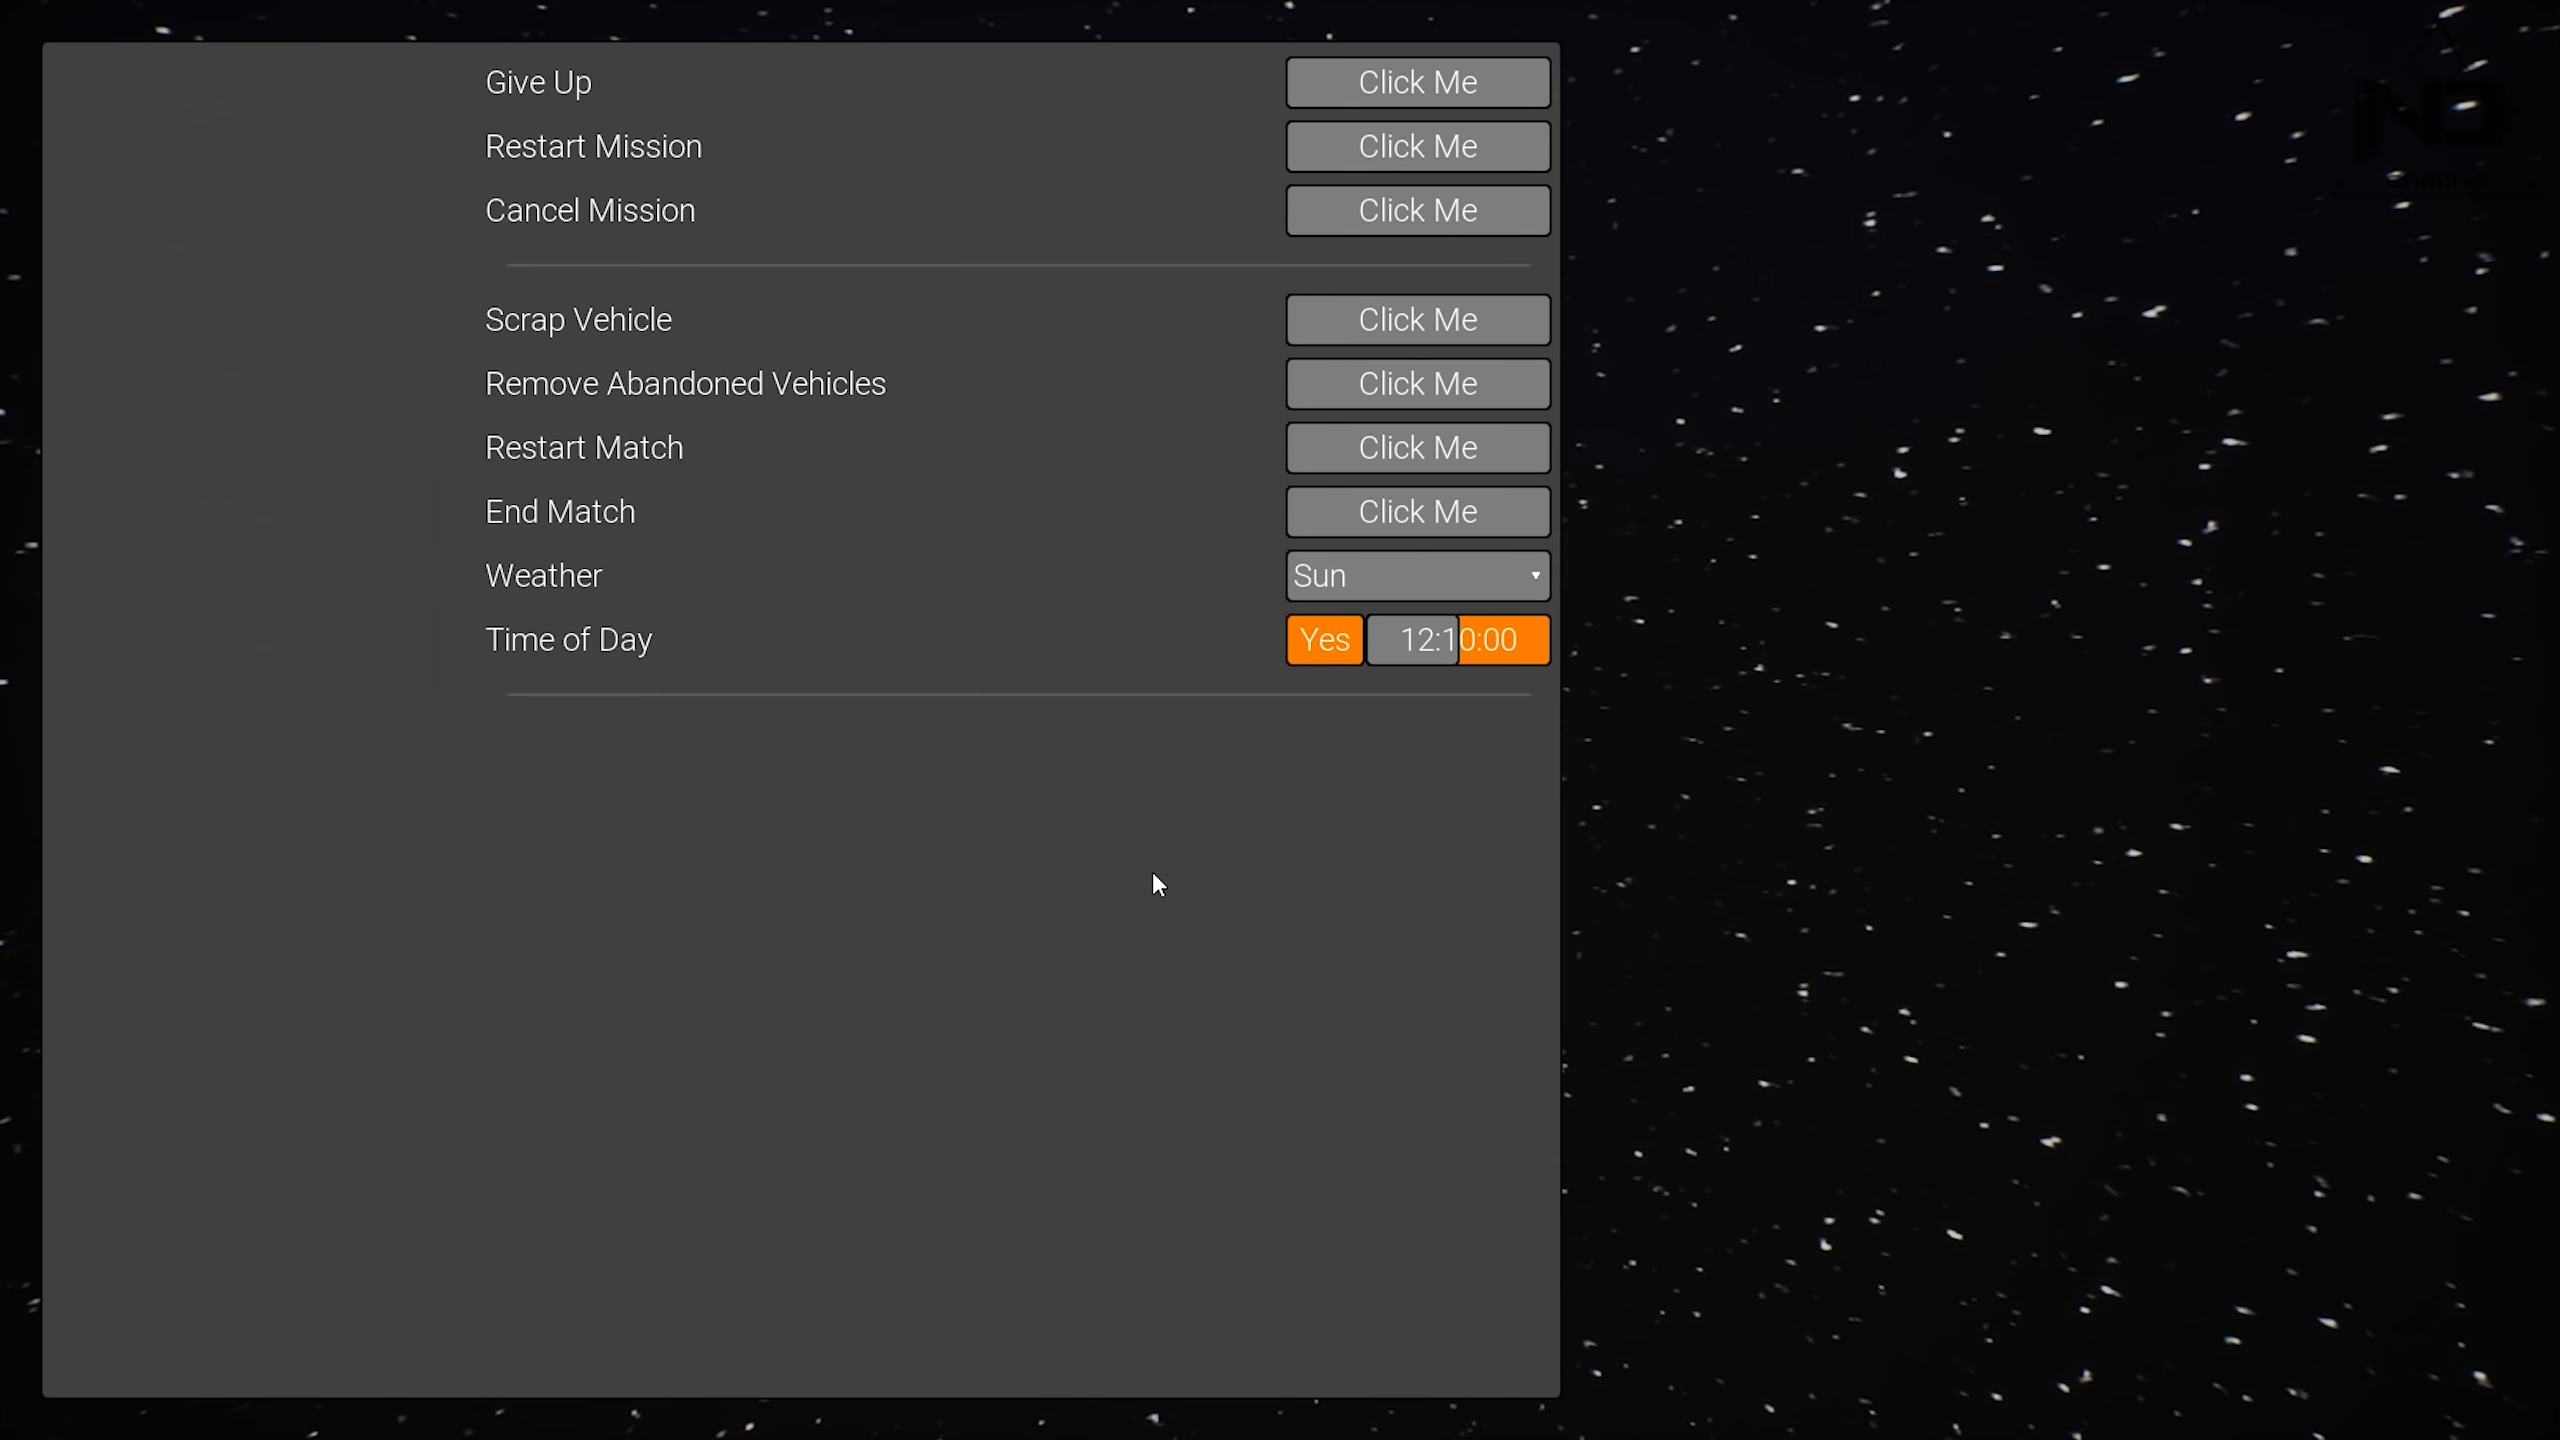 Give Up Click Me
Restart Mission Click Me
Cancel Mission Click Me
Scrap Vehicle Click Me
Remove Abandoned Vehicles Click Me
Restart Match Click Me
End Match Click Me
Weather Sun
Time of Day Yes 12:10:00